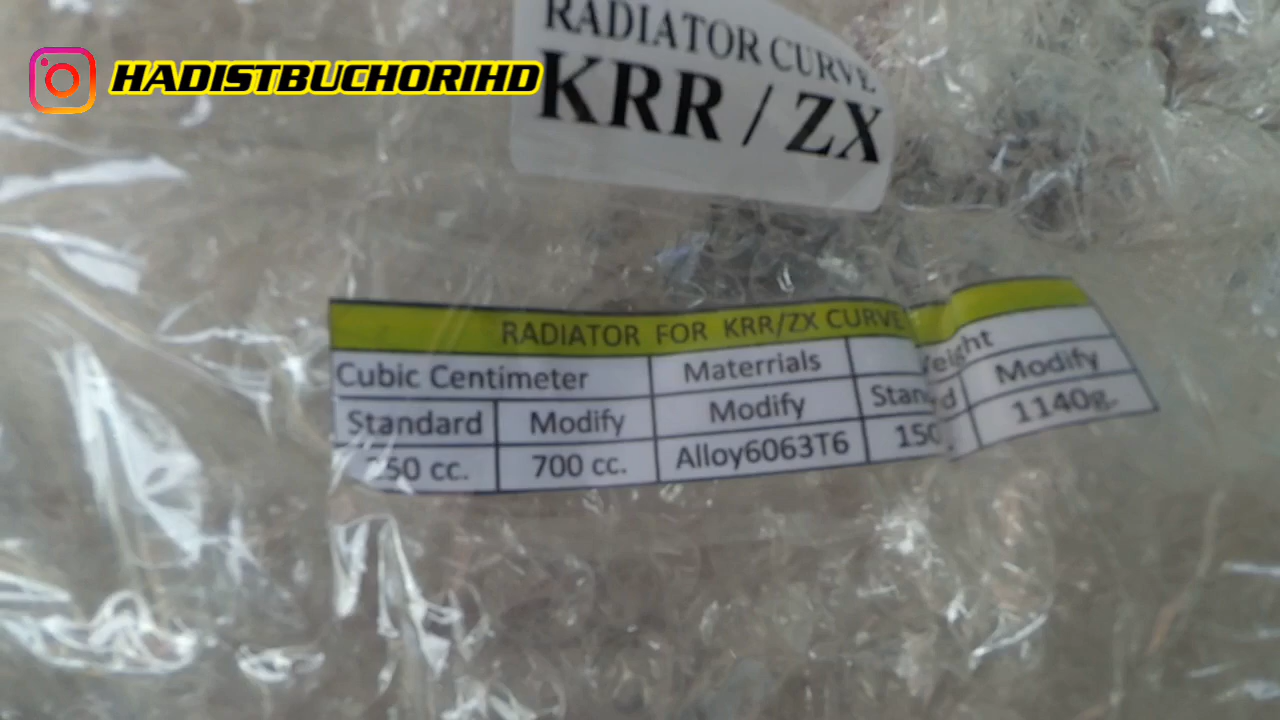 RADIATOR CURVE
HADISTBUCHORIHD
KRR / ZX
RADIATOR FOR KRR/ZX CURVE
Cubic Centimeter Materrials
Standard Modify Modify Modify
700 cc. Alloy6063T6 1140g.